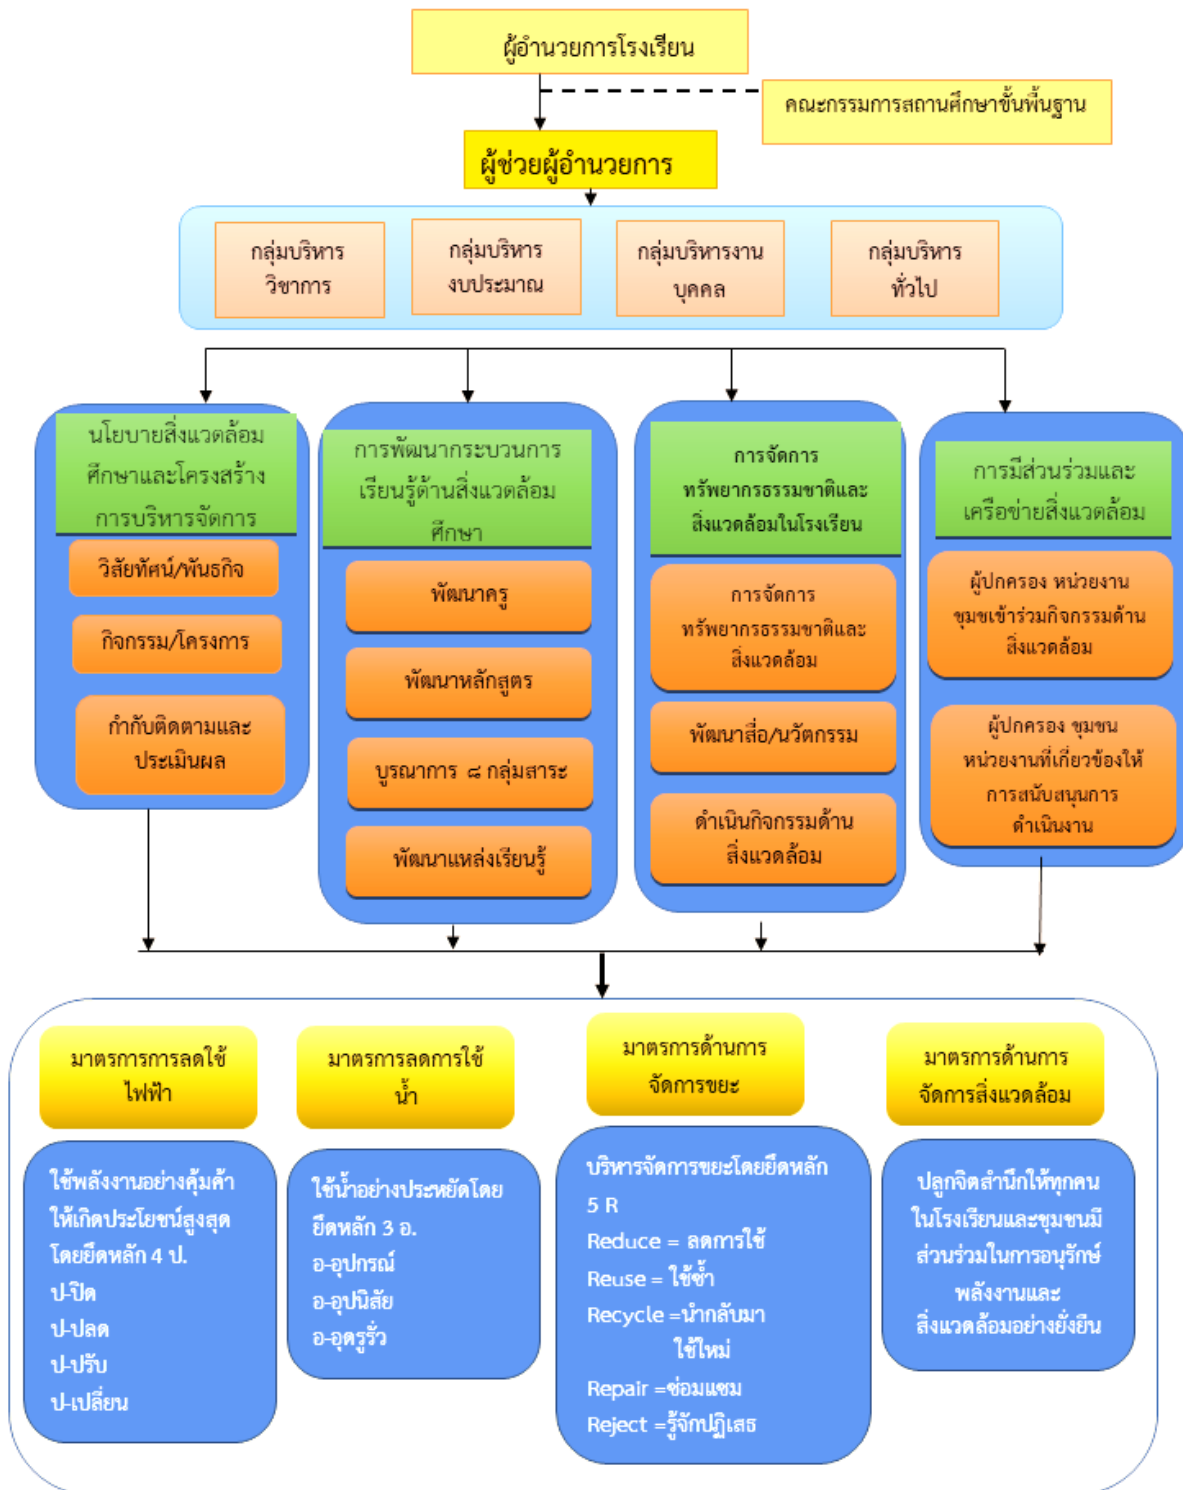 ผู้อำนวยการโรงเรียน
คณะกรรมการสถานศึกษาขั้นพื้นฐาน
ผู้ช่วยผู้อำนวยการ
กลุ่มบริหาร
วิชาการ
กลุ่มบริหาร
งบประมาณ
กลุ่มบริหารงาน
บุคคล
กลุ่มบริหาร
ทั่วไป
นโยบายสิ่งแวดล้อม
ศึกษาและโครงสร้าง
การบริหารจัดการ
วิสัยทัศน์/พันธกิจ
กิจกรรม/โครงการ
กำกับติดตามและ
ประเมินผล
การพัฒนากระบวนการ
เรียนรู้ด้านสิ่งแวดล้อม
ศึกษา
พัฒนาครู
พัฒนาหลักสูตร
บูรณาการ ๘ กลุ่มสาระ
พัฒนาแหล่งเรียนรู้
การจัดการ
ทรัพยากรธรรมชาติและ
สิ่งแวดล้อมในโรงเรียน
การจัดการ
ทรัพยากรธรรมชาติและ
สิ่งแวดล้อม
พัฒนาสื่อ/นวัตกรรม
ดำเนินกิจกรรมด้าน
สิ่งแวดล้อม
การมีส่วนร่วมและ
เครือข่ายสิ่งแวดล้อม
ผู้ปกครอง หน่วยงาน
ชุมชเข้าร่วมกิจกรรมด้าน
สิ่งแวดล้อม
ผู้ปกครอง ชุมชน
หน่วยงานที่เกี่ยวข้องให้
การสนับสนุนการ
ดำเนินงาน
มาตรการการลดใช้
ไฟฟ้า
ใช้พลังงานอย่างคุ้มค้า
ให้เกิดประโยชน์สูงสุด
โดยยึดหลัก 4 ป.
ป-ปิด
ป-ปลด
ป-ปรับ
ป-เปลี่ยน
มาตรการลดการใช้
น้ำ
ใช้น้ำอย่างประหยัดโดย
ยึดหลัก 3 อ.
อ-อุปกรณ์
อ-อุปนิสัย
อ-อุดรูรั่ว
มาตรการด้านการ
จัดการขยะ
บริหารจัดการขยะโดยยึดหลัก
5 R
Reduce = ลดการใช้
Reuse = ใช้ซ้ำ
Recycle =นำกลับมา
ใช้ใหม่
Repair =ซ่อมแซม
Reject =รู้จักปฏิเสธ
มาตรการด้านการ
จัดการสิ่งแวดล้อม
ปลูกจิตสำนึกให้ทุกคน
ในโรงเรียนและชุมชนมี
ส่วนร่วมในการอนุรักษ์
พลังงานและ
สิ่งแวดล้อมอย่างยั่งยืน